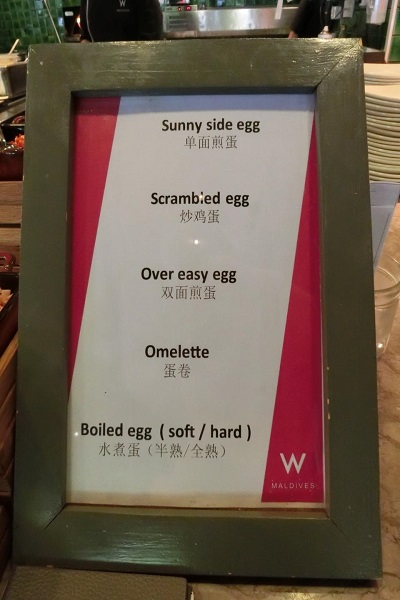 Sunny side egg
单面煎蛋
Scrambled egg
炒鸡蛋
Over easy egg
双面煎蛋
Omelette
蛋卷
Boiled egg ( soft / hard )
水煮蛋（半熟/全熟）
W
MALDIVES